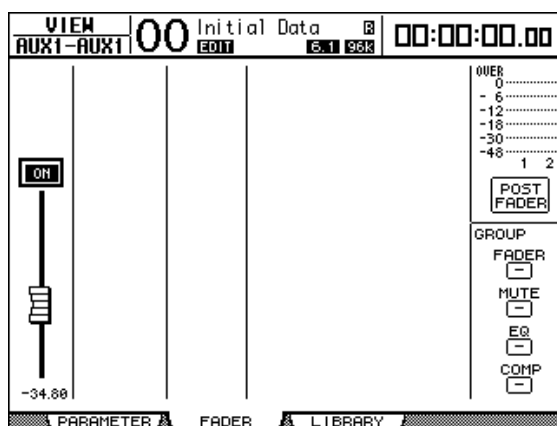 VIEW
AUX1-AUX1
00
Initial Data R
EDIT 6.1 96k
00:00:00.00
OVER
0
- 6
-12
-18
-30
-48
1 2
ON
POST
FADER
GROUP
FADER
-
MUTE
-
EQ
-
COMP
-
-34.80
PARAMETER FADER LIBRARY